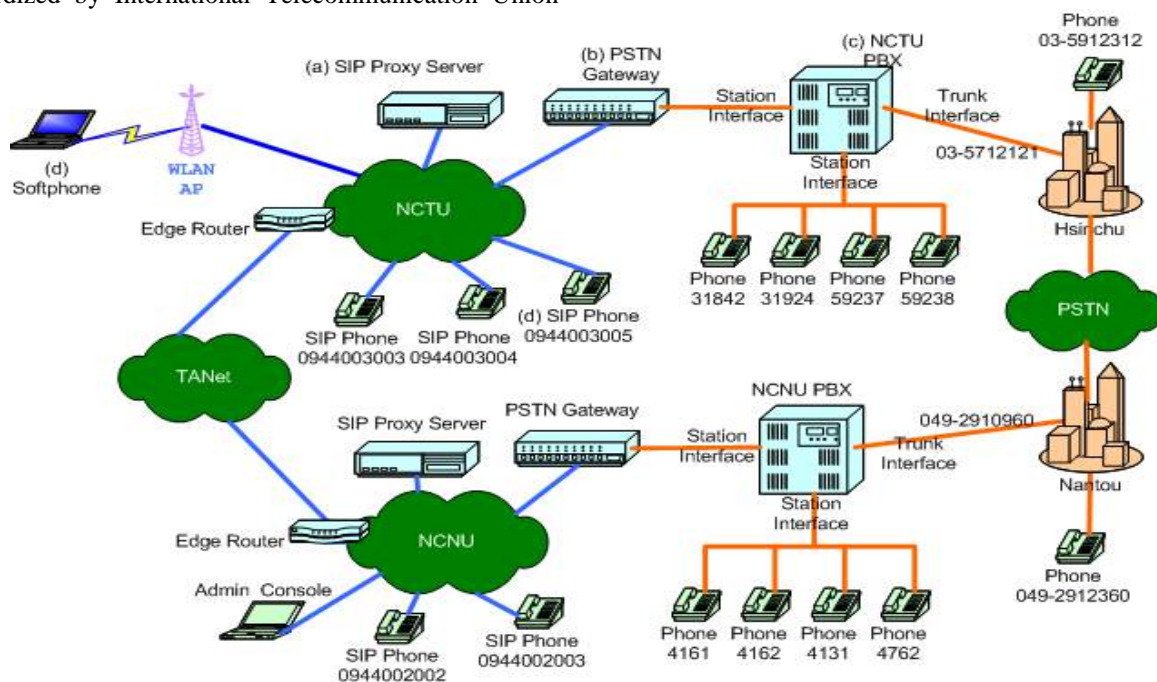 by International Telecommunication Union
Phone
03-5912312
(c) NCTU
PBX
(b) PSTN
Gateway
(a) SIP Proxy Server
Station
Interface
Trunk
Interface
03-5712121
(d)
Softphone
WLAN
AP
Station
Interface
NCTU
Hsinchu
Edge Router
Phone
31842
Phone
31924
Phone
59237
Phone
59238
SIP Phone
0944003003
SIP Phone
0944003004
(d) SIP Phone
0944003005
PSTN
TANet
NCNU PBX
PSTN Gateway
SIP Proxy Server
049-2910960
Station
Interface
Trunk
Interface
Nantou
Station
Interface
Edge Router
NCNU
Admin Console
Phone
049-2912360
SIP Phone
0944002002
SIP Phone
0944002003
Phone
4161
Phone
4162
Phone
4131
Phone
4762